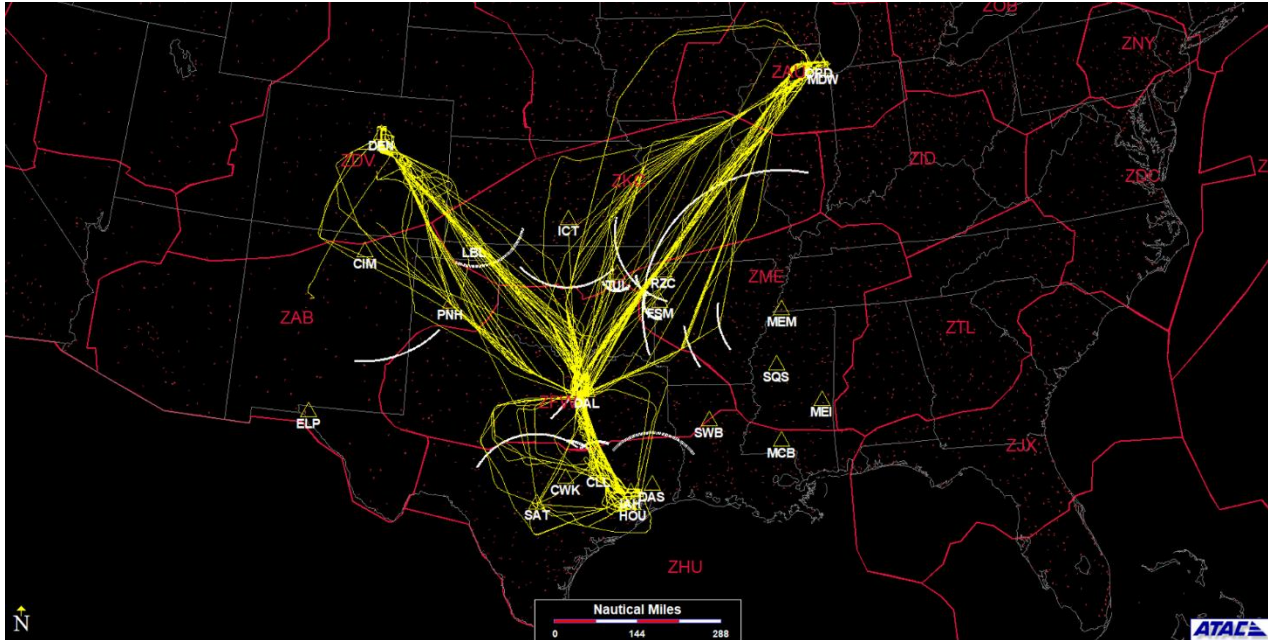 ZOB
ZNY
ZAU
ORD
MDW
DEN
ZDV
ZID
ZDC
Z
ZKC
ICT
LBL
CIM
TUL
RZC
ZME
PNH
FSM
MEM
ZAB
ZTL
SQS
DAL
MEI
ELP
SWB
MCB
ZJX
CLL
CWK
DAS
IAH
SAT
HOU
ZHU
Nautical Miles
0 144 288
N
ATAC